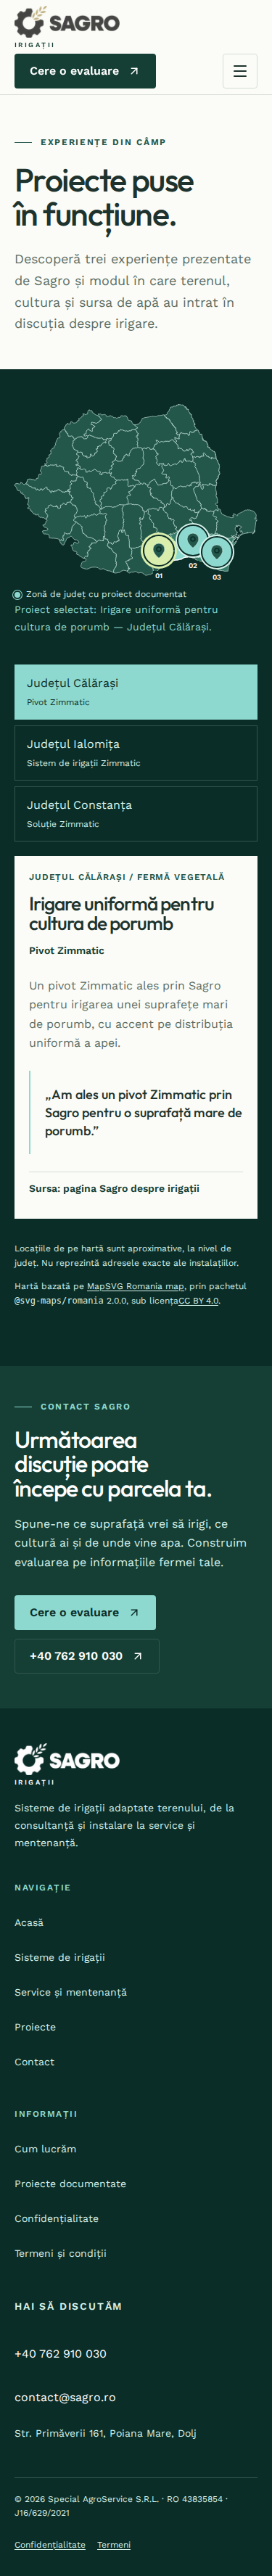 SAGRO
IRIGAȚII
Cere o evaluare
EXPERIENȚE DIN CÂMP
Proiecte puse
în funcțiune.
Descoperă trei experiențe prezentate
de Sagro și modul în care terenul,
cultura și sursa de apă au intrat în
discuția despre irigare.
01
02
03
Zonă de județ cu proiect documentat
Proiect selectat: Irigare uniformă pentru
cultura de porumb — Județul Călărași.
Județul Călărași
Pivot Zimmatic
Județul Ialomița
Sistem de irigații Zimmatic
Județul Constanța
Soluție Zimmatic
JUDEȚUL CĂLĂRAȘI / FERMĂ VEGETALĂ
Irigare uniformă pentru
cultura de porumb
Pivot Zimmatic
Un pivot Zimmatic ales prin Sagro
pentru irigarea unei suprafețe mari
de porumb, cu accent pe distribuția
uniformă a apei.
„Am ales un pivot Zimmatic prin
Sagro pentru o suprafață mare de
porumb.”
Sursa: pagina Sagro despre irigații
Locațiile de pe hartă sunt aproximative, la nivel de
județ. Nu reprezintă adresele exacte ale instalațiilor.
Hartă bazată pe MapSVG Romania map, prin pachetul
@svg-maps/romania 2.0.0, sub licențaCC BY 4.0.
CONTACT SAGRO
Următoarea
discuție poate
începe cu parcela ta.
Spune-ne ce suprafață vrei să irigi, ce
cultură ai și de unde vine apa. Construim
evaluarea pe informațiile fermei tale.
Cere o evaluare
+40 762 910 030
SAGRO
IRIGAȚII
Sisteme de irigații adaptate terenului, de la
consultanță și instalare la service și
mentenanță.
NAVIGAȚIE
Acasă
Sisteme de irigații
Service și mentenanță
Proiecte
Contact
INFORMAȚII
Cum lucrăm
Proiecte documentate
Confidențialitate
Termeni și condiții
HAI SĂ DISCUTĂM
+40 762 910 030
contact@sagro.ro
Str. Primăverii 161, Poiana Mare, Dolj
© 2026 Special AgroService S.R.L. · RO 43835854 ·
J16/629/2021
Confidențialitate Termeni